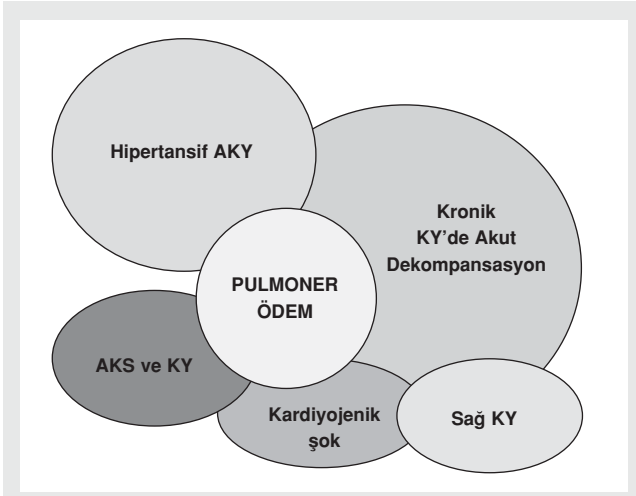 Hipertansif AKY
Kronik
KY’de Akut
Dekompansasyon
PULMONER
ÖDEM
AKS ve KY
Kardiyojenik
şok
Sağ KY